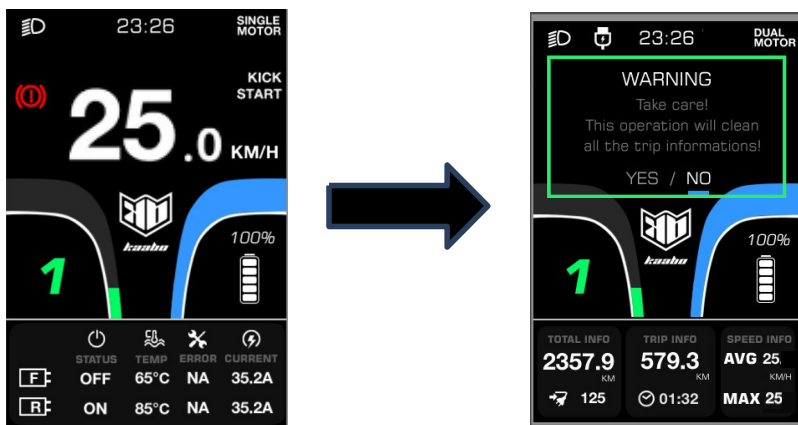 23:26 SINGLE MOTOR
KICK START
25.0 KM/H
kaabo
1 100%
STATUS TEMP ERROR CURRENT
F OFF 65°C NA 35.2A
R ON 85°C NA 35.2A
23:26 DUAL MOTOR
WARNING
Take care!
This operation will clean
all the trip informations!
YES / NO
kaabo
1 100%
TOTAL INFO TRIP INFO SPEED INFO
2357.9 KM 579.3 KM AVG 25. KM/H
125 01:32 MAX 25